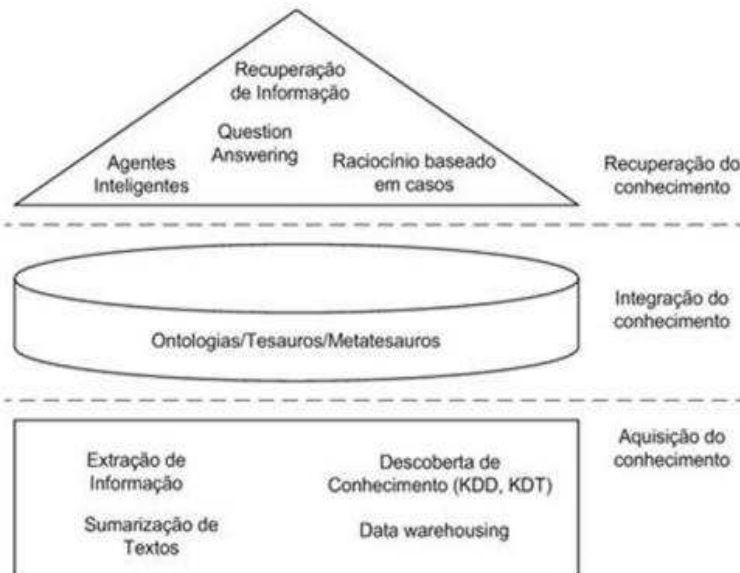 Recuperação
de Informação
Question
Answering
Agentes
Inteligentes
Raciocínio baseado
em casos
Recuperação do
conhecimento
Ontologias/Tesauros/Metatesauros
Integração do
conhecimento
Aquisição do
conhecimento
Extração de
Informação
Descoberta de
Conhecimento (KDD, KDT)
Sumarização de
Textos
Data warehousing